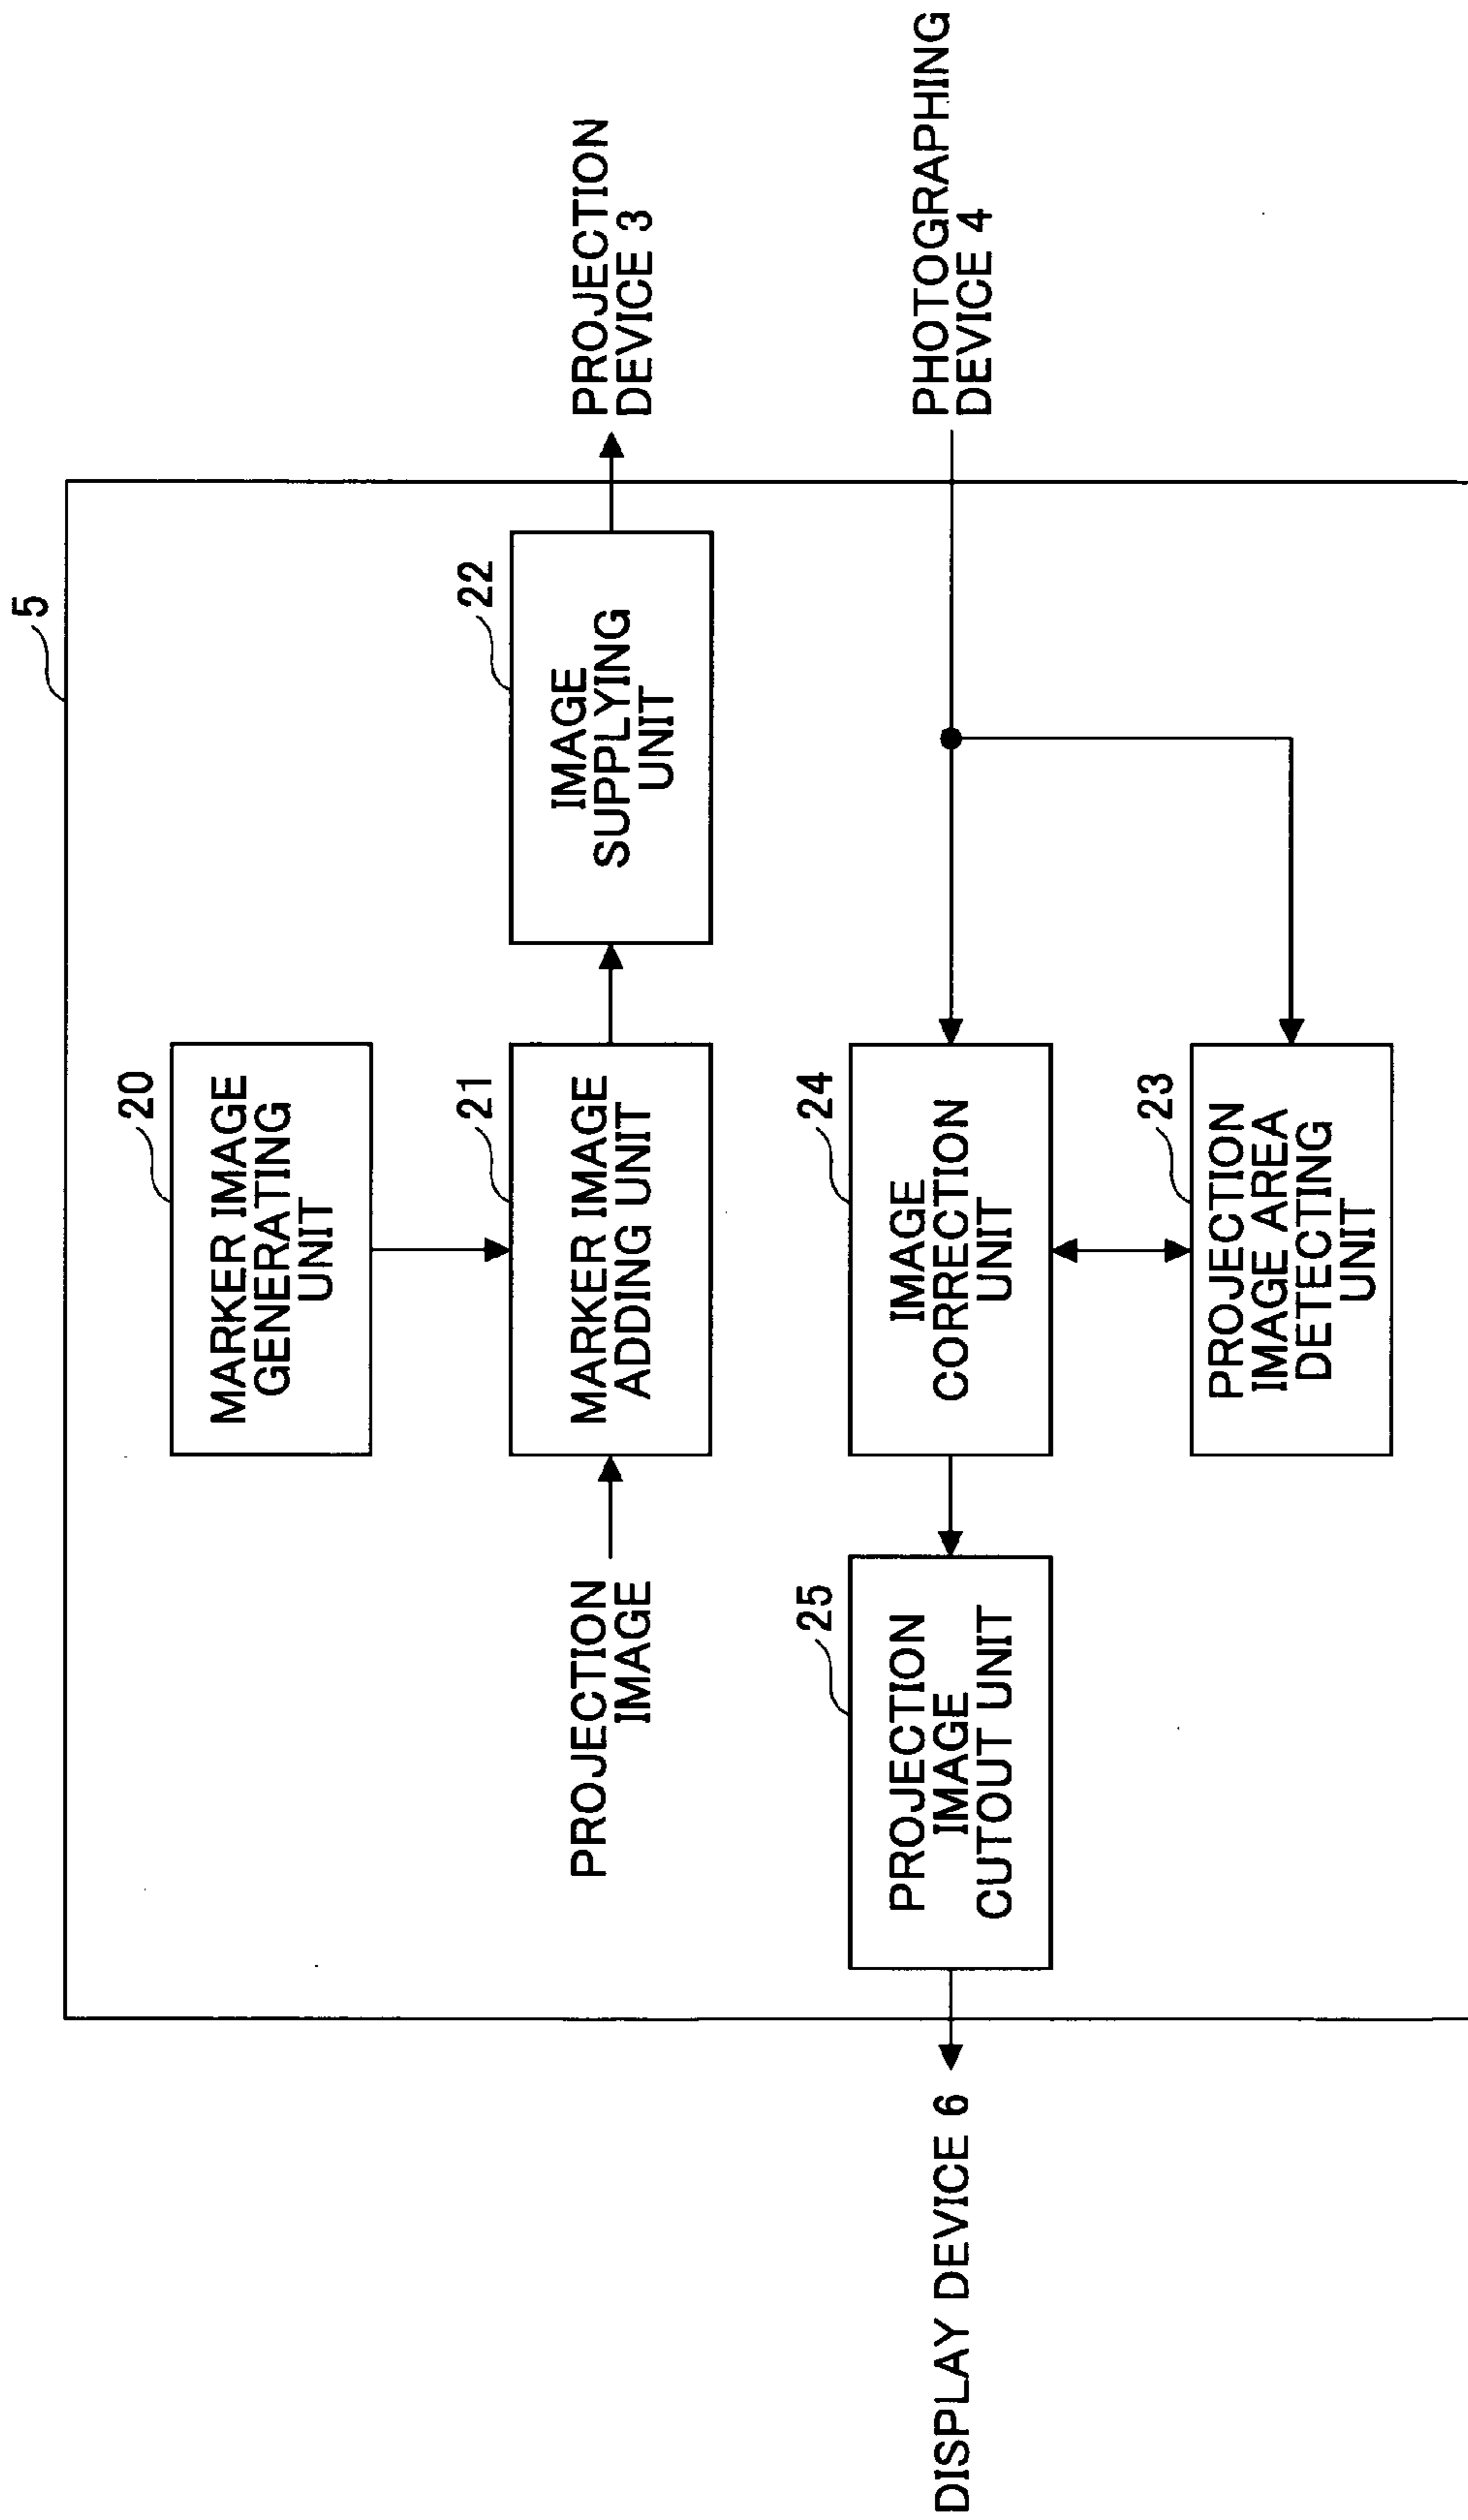 5
20
MARKER IMAGE
GENERATING
UNIT
PROJECTION
IMAGE
21
MARKER IMAGE
ADDING UNIT
22
IMAGE
SUPPLYING
UNIT
PROJECTION
DEVICE 3
DISPLAY DEVICE 6
25
PROJECTION
IMAGE
CUTOUT UNIT
24
IMAGE
CORRECTION
UNIT
PHOTOGRAPHING
DEVICE 4
23
PROJECTION
IMAGE AREA
DETECTING
UNIT